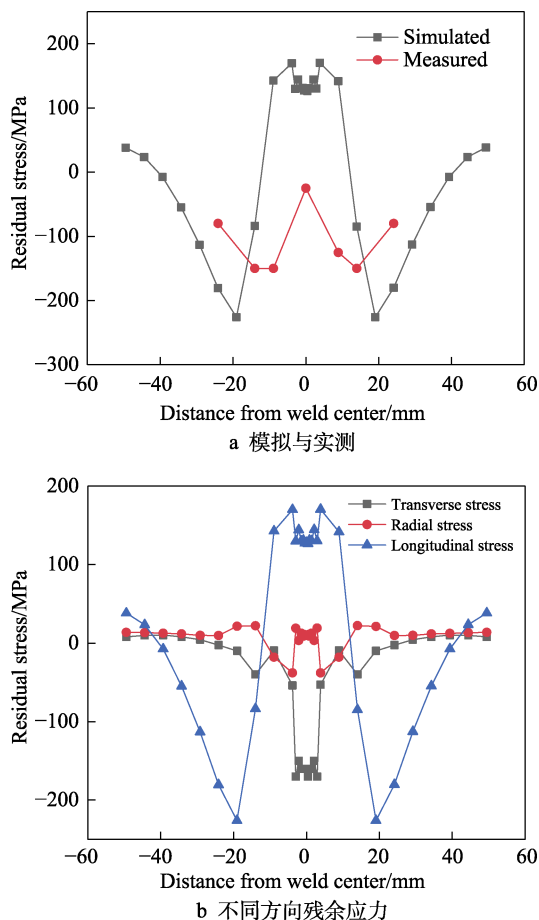 Simulated
Measured
200
100
0
−100
−200
−300
Residual stress/MPa
−60
−40
−20
0
20
40
60
Distance from weld center/mm
a 模拟与实测
Transverse stress
Radial stress
Longitudinal stress
200
100
0
−100
−200
Residual stress/MPa
−60
−40
−20
0
20
40
60
Distance from weld center/mm
b 不同方向残余应力